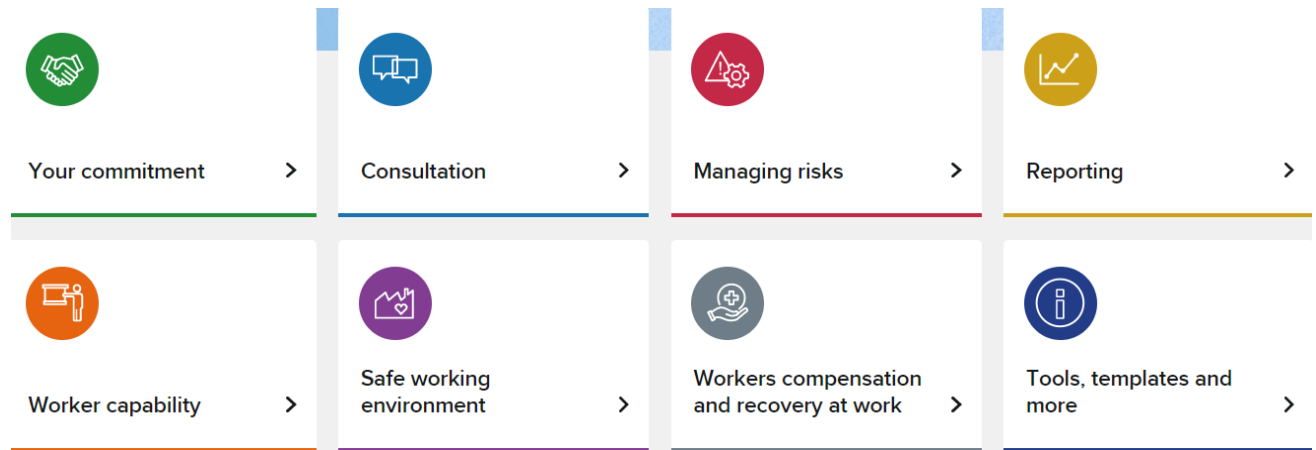 Your commitment
Consultation
Managing risks
Reporting
Worker capability
Safe working
environment
Workers compensation
and recovery at work
Tools, templates and
more